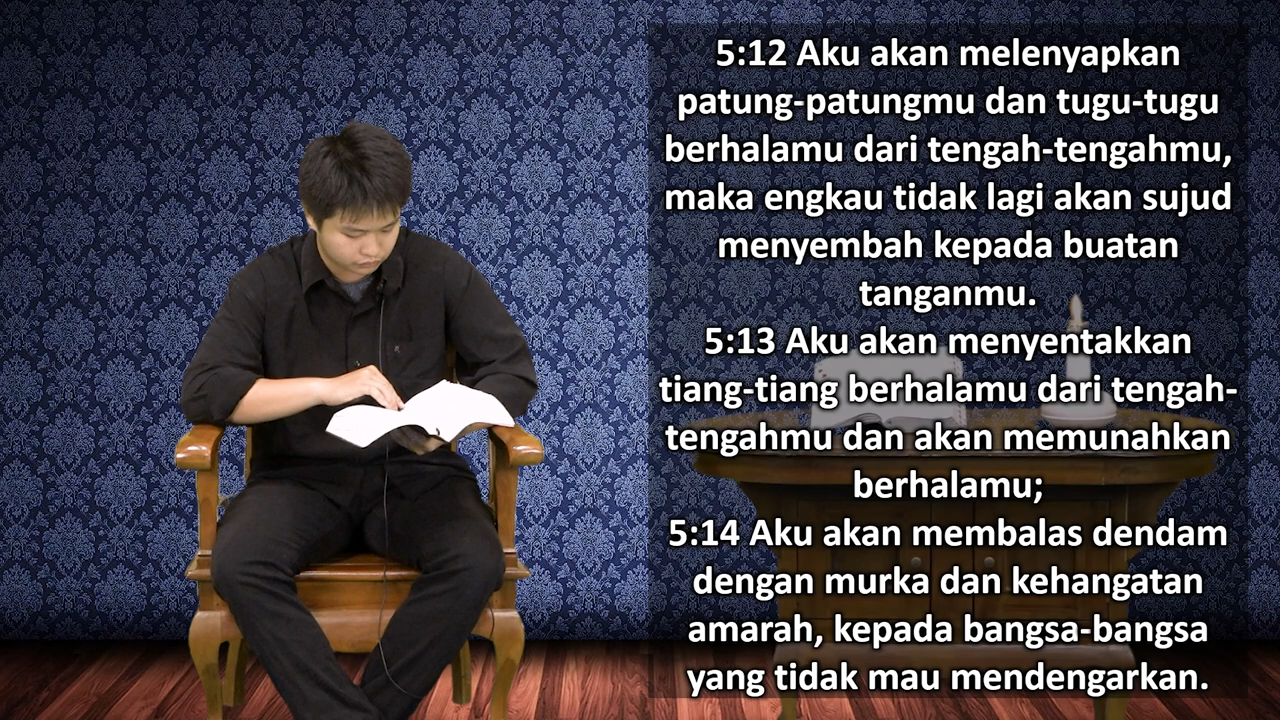 5:12 Aku akan melenyapkan
patung-patungmu dan tugu-tugu
berhalamu dari tengah-tengahmu,
maka engkau tidak lagi akan sujud
menyembah kepada buatan
tanganmu.
5:13 Aku akan menyentakkan
tiang-tiang berhalamu dari tengah-
tengahmu dan akan memunahkan
berhalamu;
5:14 Aku akan membalas dendam
dengan murka dan kehangatan
amarah, kepada bangsa-bangsa
yang tidak mau mendengarkan.